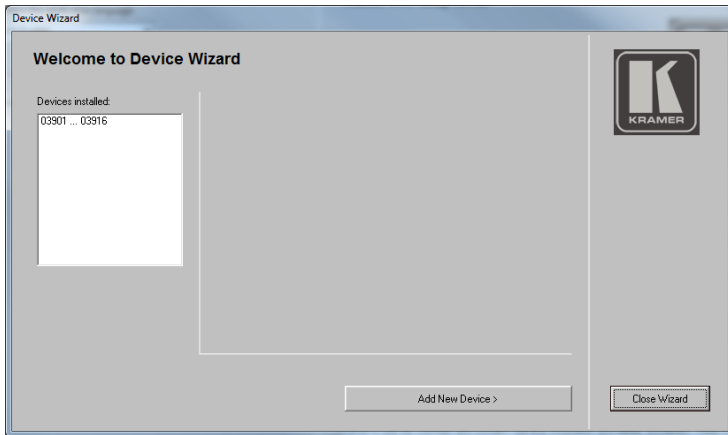 Device Wizard
Welcome to Device Wizard
Devices installed:
03901 ... 03916
KRAMER
Add New Device >
Close Wizard